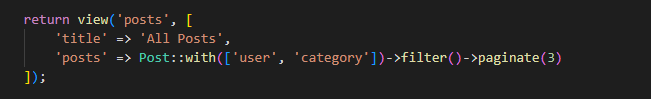 return view('posts', [
    'title' => 'All Posts',
    'posts' => Post::with(['user', 'category'])->filter()->paginate(3)
]);